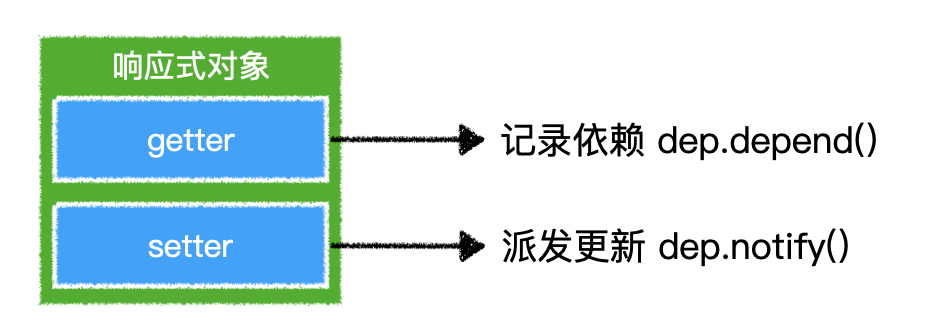 响应式对象
getter
记录依赖 dep.depend()
setter
派发更新 dep.notify()